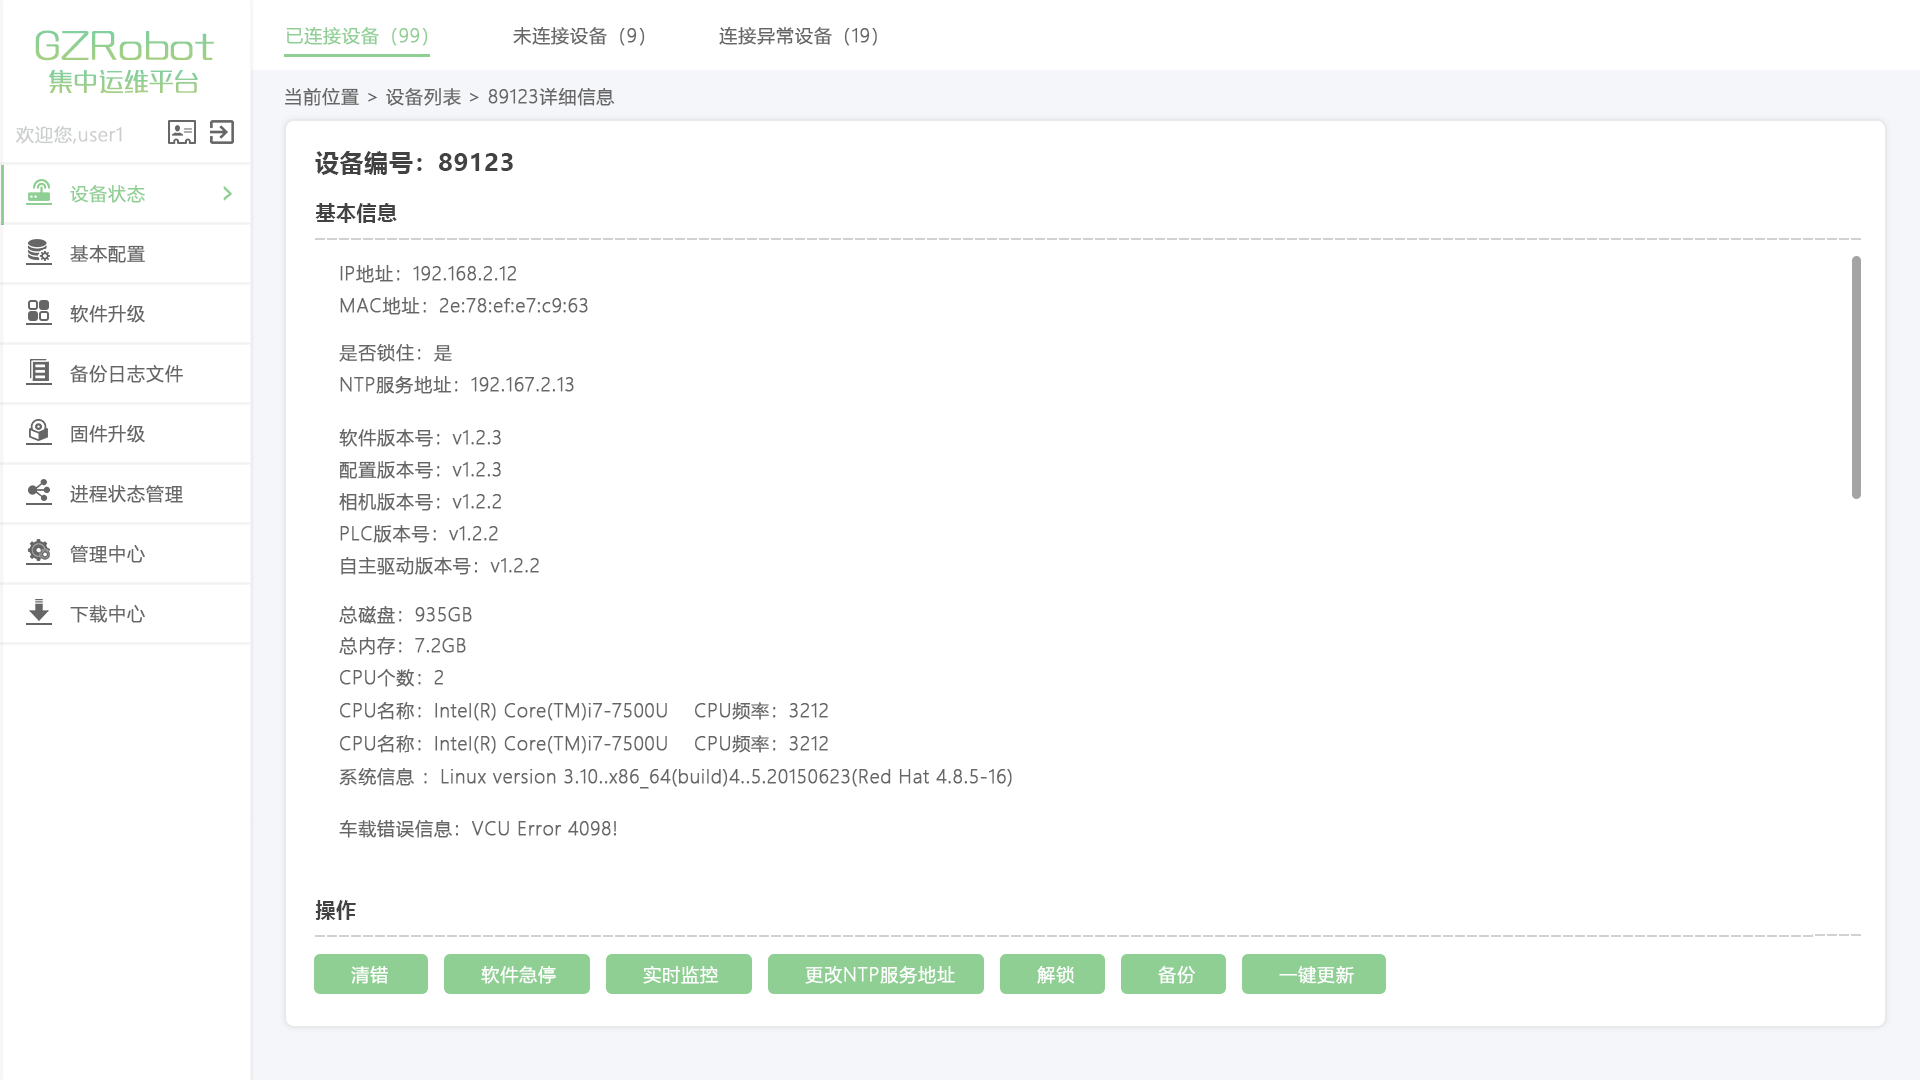 GZRobot
集中运维平台
欢迎您,user1
设备状态
基本配置
软件升级
备份日志文件
固件升级
进程状态管理
管理中心
下载中心
已连接设备（99） 未连接设备（9） 连接异常设备（19）
当前位置 > 设备列表 > 89123详细信息
设备编号：89123
基本信息
IP地址：192.168.2.12
MAC地址：2e:78:ef:e7:c9:63
是否锁住：是
NTP服务地址：192.167.2.13
软件版本号：v1.2.3
配置版本号：v1.2.3
相机版本号：v1.2.2
PLC版本号：v1.2.2
自主驱动版本号：v1.2.2
总磁盘：935GB
总内存：7.2GB
CPU个数：2
CPU名称：Intel(R) Core(TM)i7-7500U CPU频率：3212
CPU名称：Intel(R) Core(TM)i7-7500U CPU频率：3212
系统信息 ：Linux version 3.10..x86_64(build)4..5.20150623(Red Hat 4.8.5-16)
车载错误信息：VCU Error 4098!
操作
清错 软件急停 实时监控 更改NTP服务地址 解锁 备份 一键更新